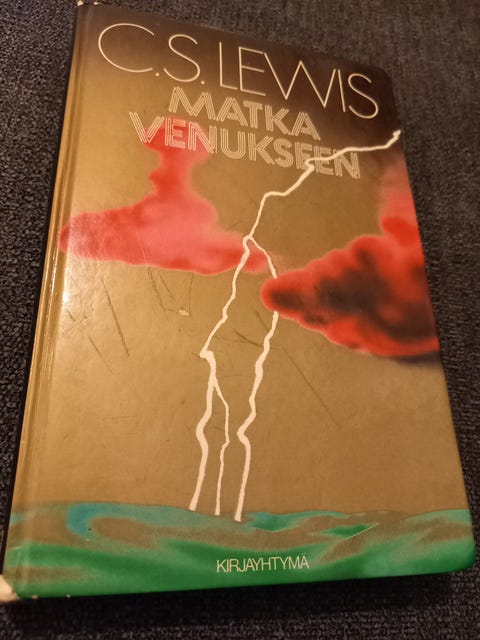 C.S. LEWIS
MATKA
VENUKSEEN
KIRJAYHTYMÄ